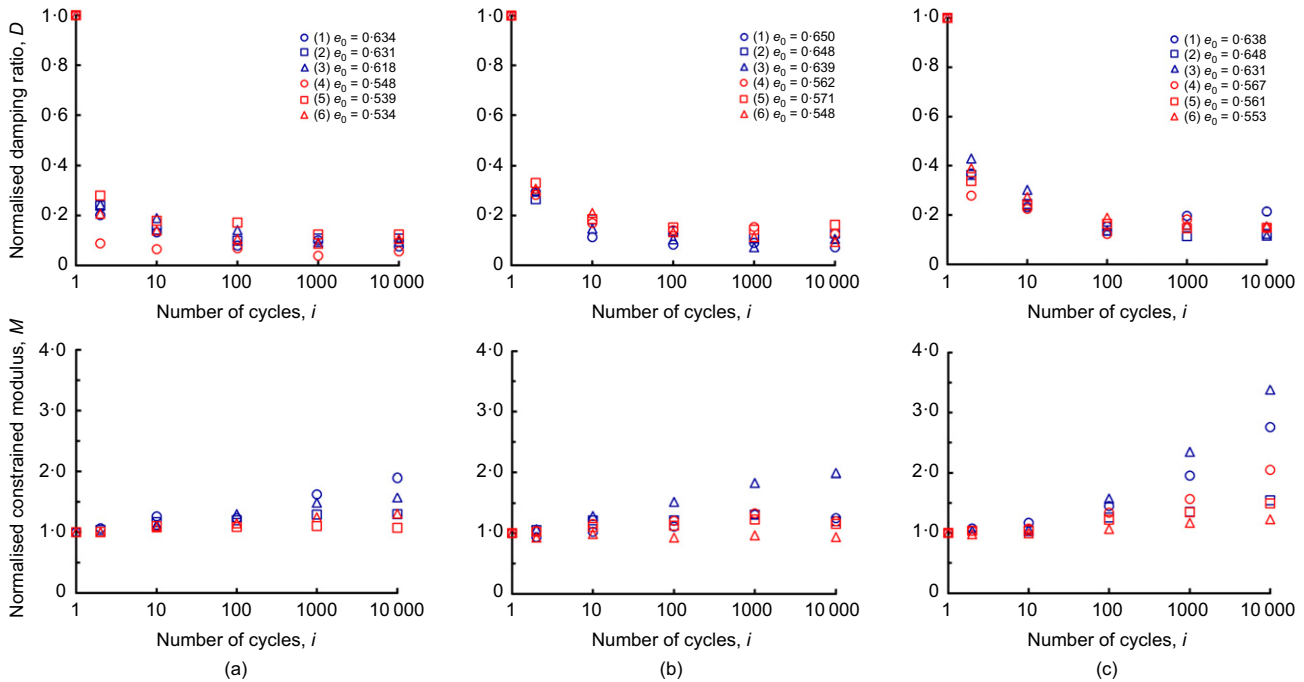 Normalised damping ratio, D
1·0
0·8
0·6
0·4
0·2
0
(1) e0 = 0·634
(2) e0 = 0·631
(3) e0 = 0·618
(4) e0 = 0·548
(5) e0 = 0·539
(6) e0 = 0·534
1 10 100 1000 10 000
Number of cycles, i
1·0
0·8
0·6
0·4
0·2
0
(1) e0 = 0·650
(2) e0 = 0·648
(3) e0 = 0·639
(4) e0 = 0·562
(5) e0 = 0·571
(6) e0 = 0·548
1 10 100 1000 10 000
Number of cycles, i
1·0
0·8
0·6
0·4
0·2
0
(1) e0 = 0·638
(2) e0 = 0·648
(3) e0 = 0·631
(4) e0 = 0·567
(5) e0 = 0·561
(6) e0 = 0·553
1 10 100 1000 10 000
Number of cycles, i
Normalised constrained modulus, M
4·0
3·0
2·0
1·0
0
1 10 100 1000 10 000
Number of cycles, i
(a)
4·0
3·0
2·0
1·0
0
1 10 100 1000 10 000
Number of cycles, i
(b)
4·0
3·0
2·0
1·0
0
1 10 100 1000 10 000
Number of cycles, i
(c)